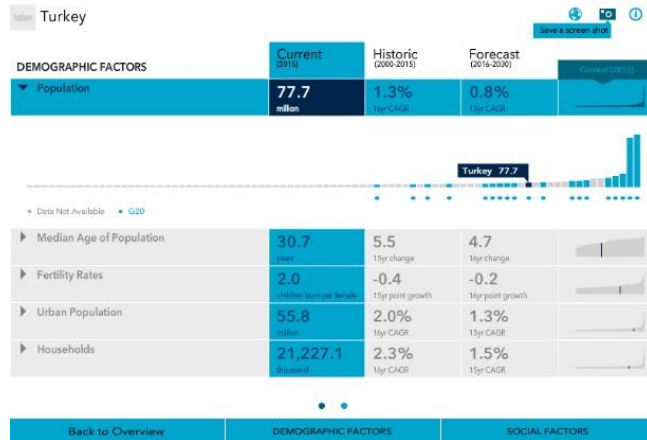 Turkey
Save a screen shot
DEMOGRAPHIC FACTORS
Current
(2015)
Historic
(2000-2015)
Forecast
(2016-2030)
Current (2015)
Population
77.7
million
1.3%
16yr CAGR
0.8%
15yr CAGR
Turkey 77.7
Data Not Available
G20
Median Age of Population
30.7
years
5.5
15yr change
4.7
16yr change
Fertility Rates
2.0
children born per female
-0.4
15yr point growth
-0.2
16yr point growth
Urban Population
55.8
million
2.0%
16yr CAGR
1.3%
15yr CAGR
Households
21,227.1
thousand
2.3%
16yr CAGR
1.5%
15yr CAGR
Back to Overview
DEMOGRAPHIC FACTORS
SOCIAL FACTORS